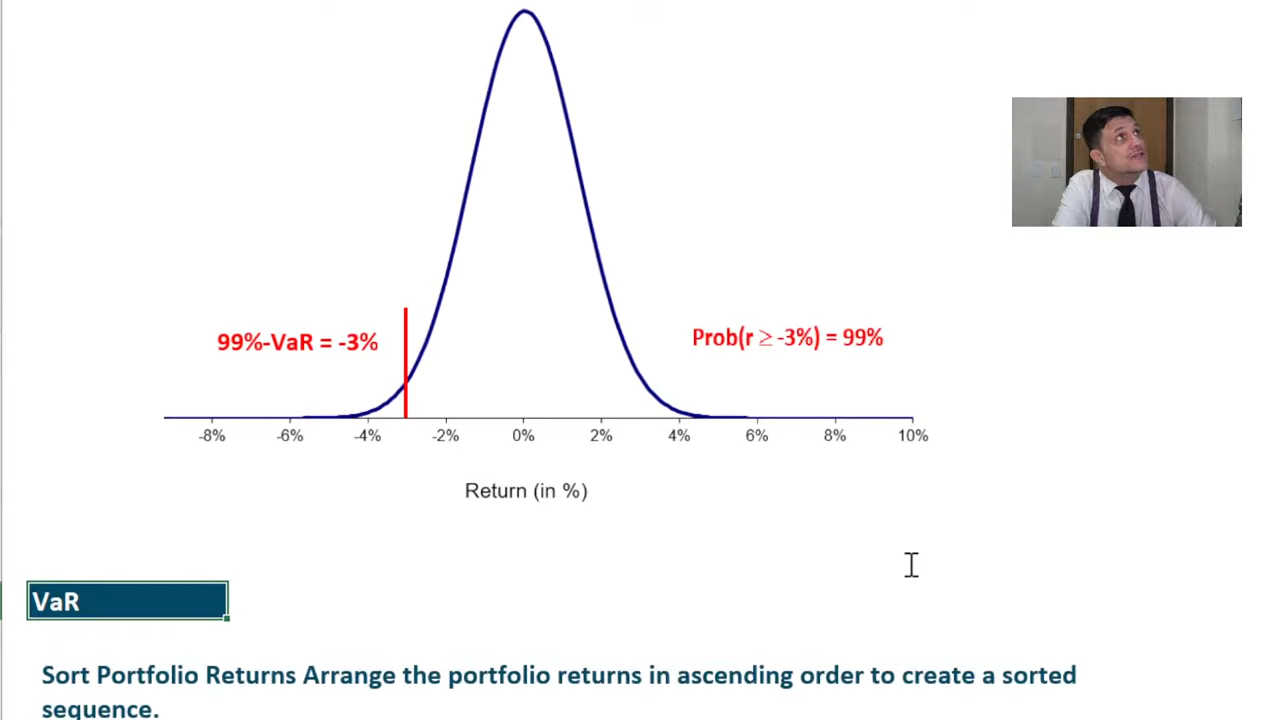 99%-VaR = -3%
Prob(r ≥ -3%) = 99%
-8% -6% -4% -2% 0% 2% 4% 6% 8% 10%
Return (in %)
VaR
Sort Portfolio Returns Arrange the portfolio returns in ascending order to create a sorted
sequence.